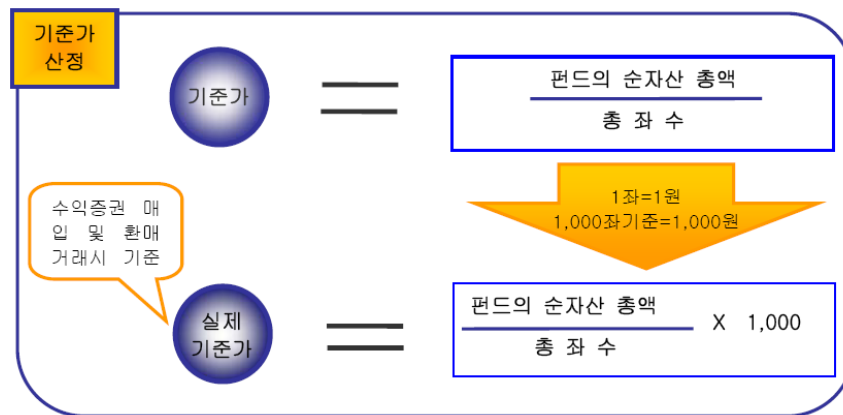 기준가
산정
기준가
펀드의 순자산 총액
총 좌 수
1좌=1원
1,000좌기준=1,000원
수익증권 매
입 및 환매
거래시 기준
실제
기준가
펀드의 순자산 총액
X 1,000
총 좌 수